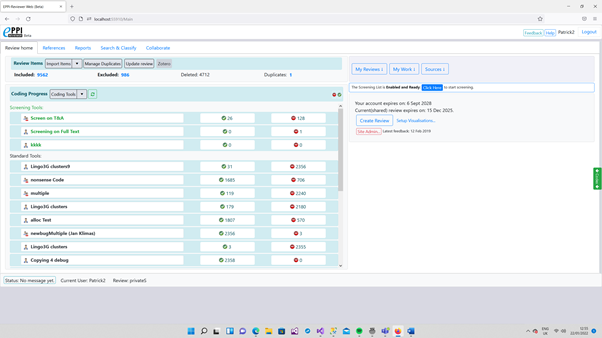 EPPI-Reviewer Web (Beta)
localhost
/Main
EPPI Beta
Feedback Help Patrick2 Logout
Review home References Reports Search & Classify Collaborate
Review Items Import Items Manage Duplicates Update review Zotero
Included: 9562 Excluded: 986 Deleted: 4712 Duplicates: 1
Coding Progress Coding Tools
Screening Tools:
Screen on T&A 26 128
Screening on Full Text 0 1
kkkk 0 0
Standard Tools:
Lingo3G clusters9 31 2356
nonsense Code 1685 706
multiple 119 2240
Lingo3G clusters 179 2180
alloc Test 1807 570
newbugMultiple (Jan Klimas) 2356 3
Lingo3G clusters 3 2355
Copying 4 debug 2358 0
My Reviews My Work Sources
The Screening List is Enabled and Ready. Click Here to start screening.
Your account expires on: 6 Sept 2028
Current(shared) review expires on: 15 Dec 2025.
Create Review Setup Visualisations...
Site Admin... Latest feedback: 12 Feb 2019
Codes
Status: No message yet. Current User: Patrick2 Review: privateS
ENG
UK
12:55
22/01/2022